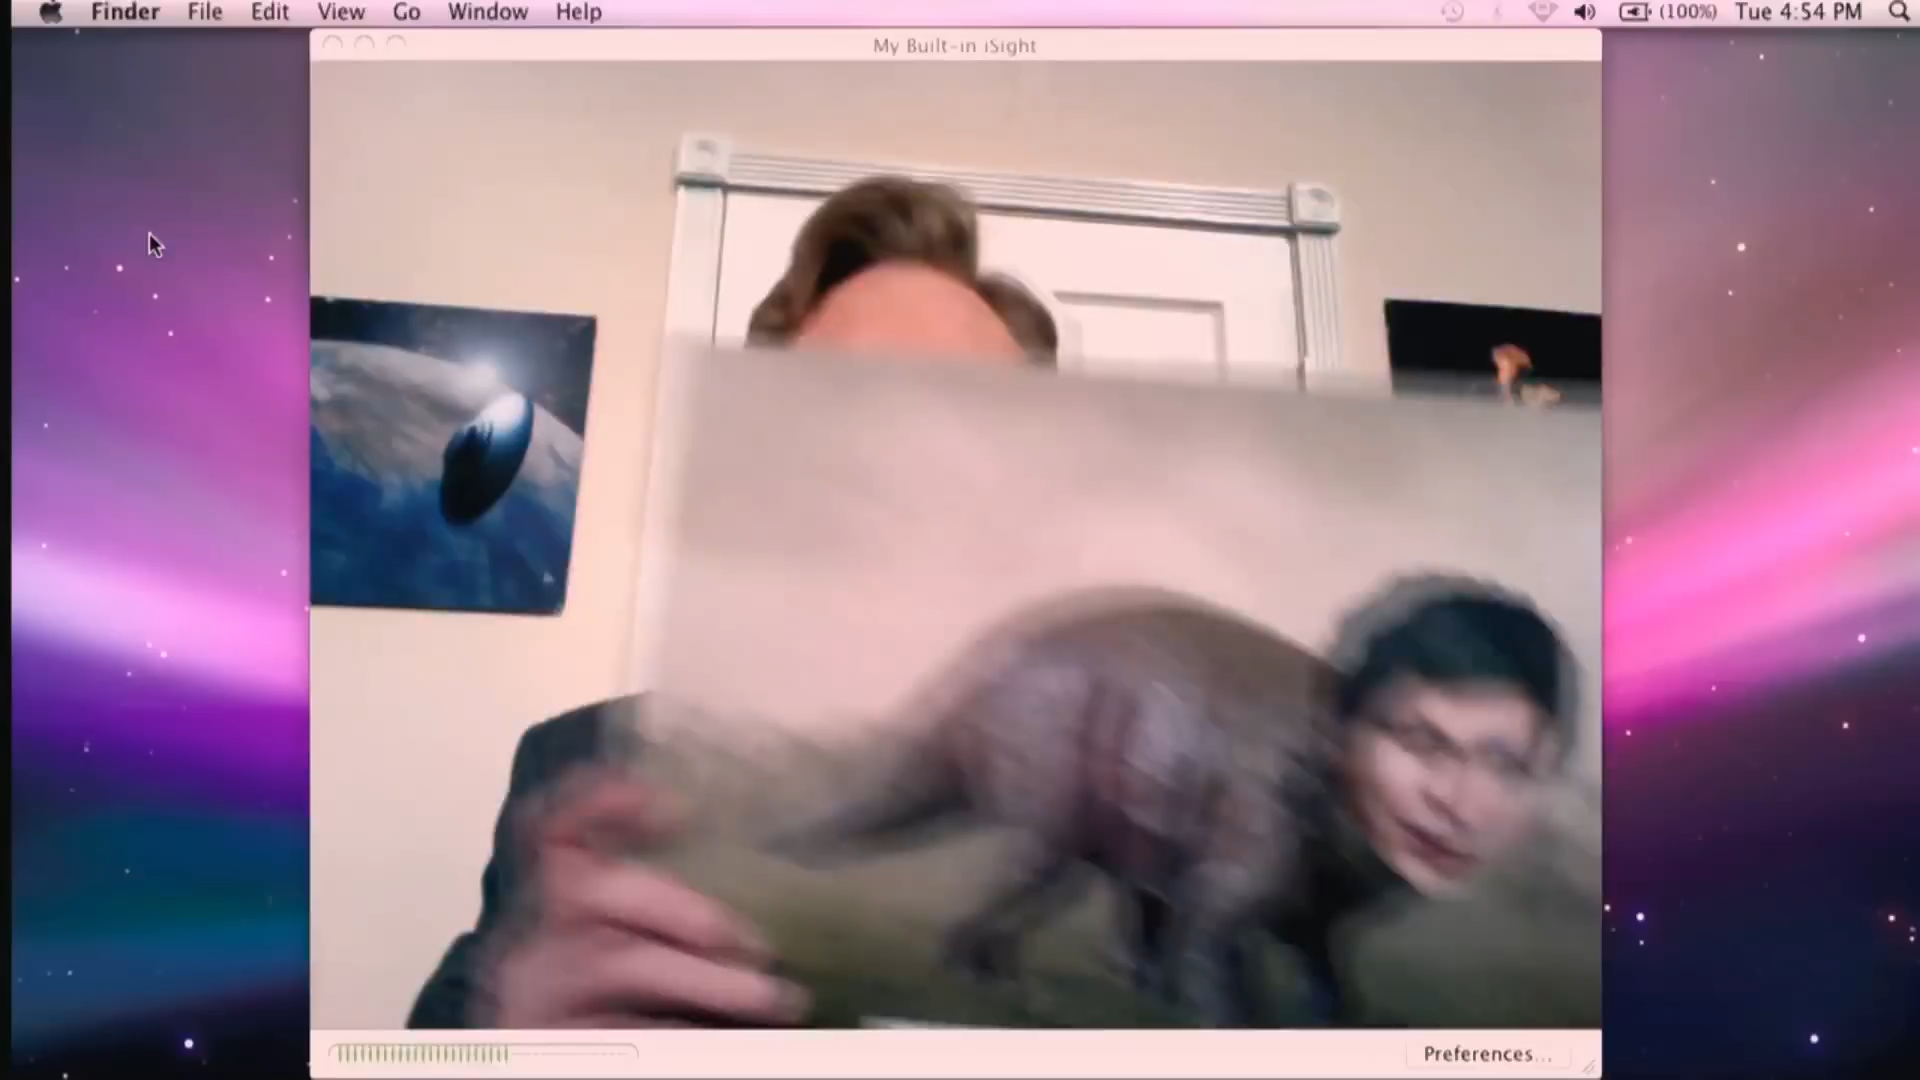 Finder File Edit View Go Window Help (100%) Tue 4:54 PM
My Built-in iSight
Preferences...